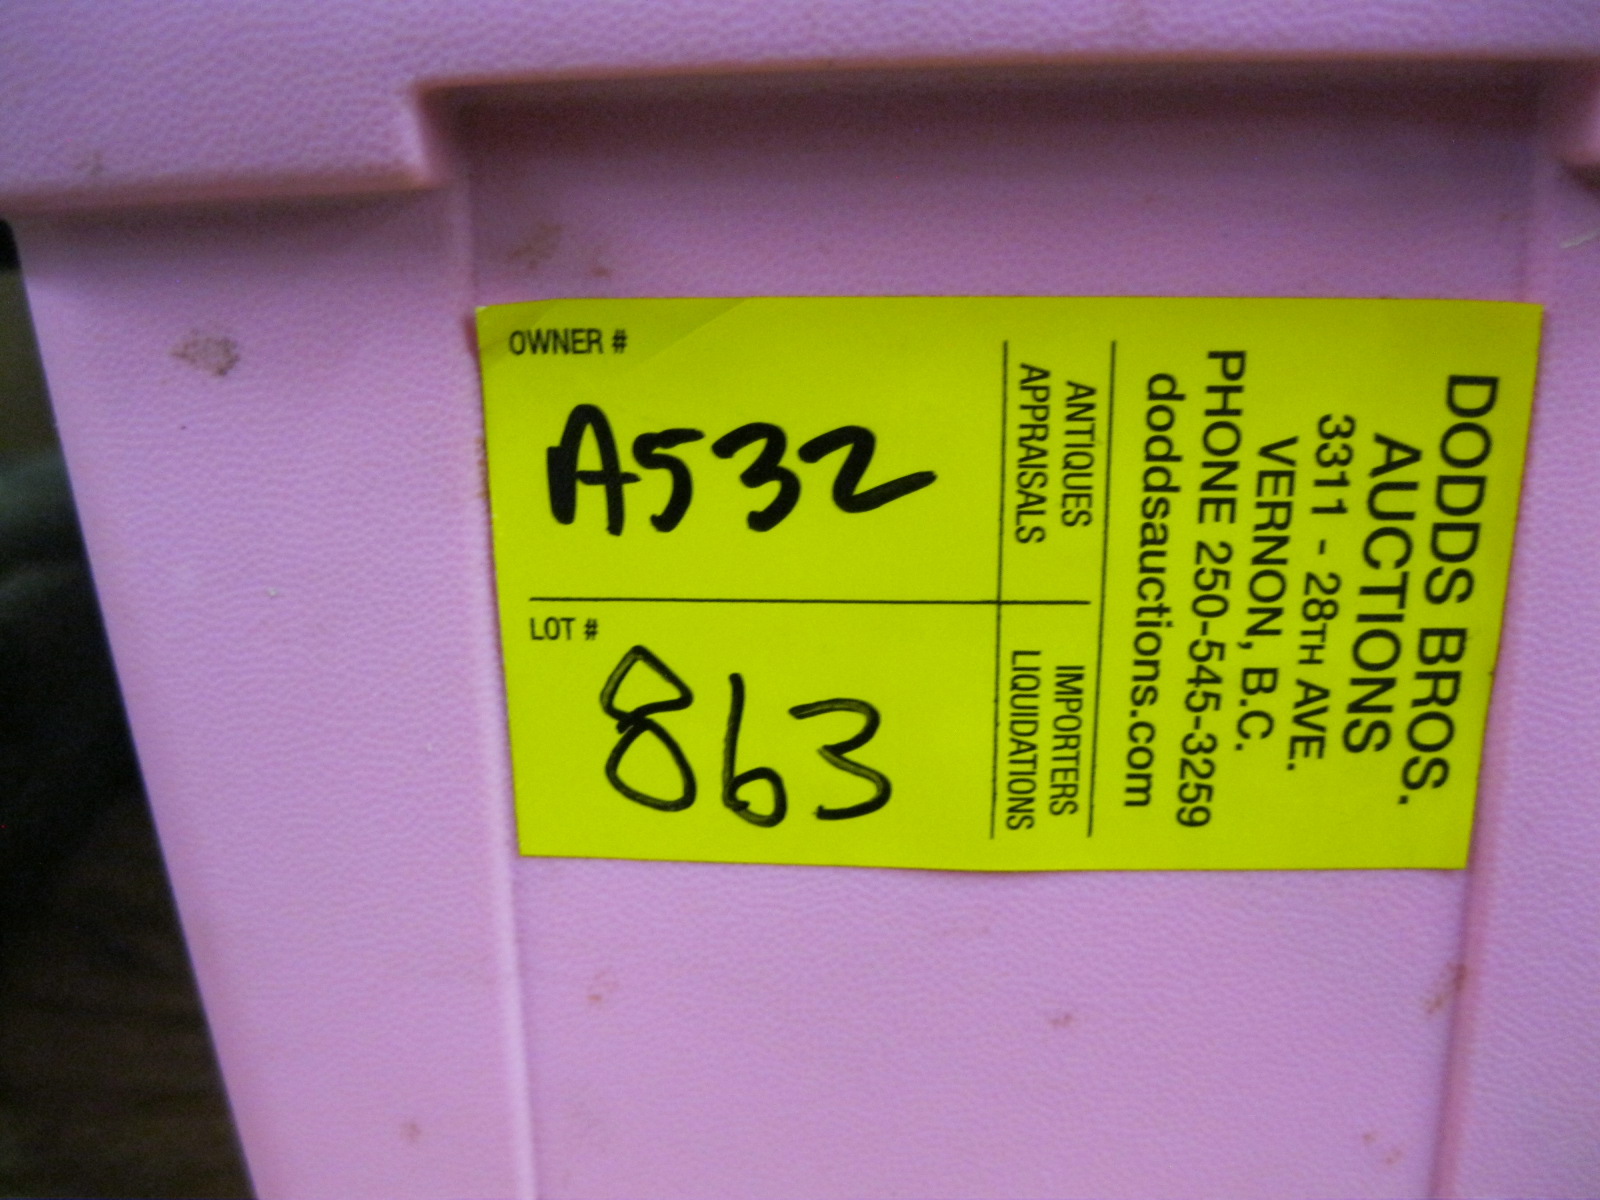 OWNER #
A532
LOT #
863
ANTIQUES
APPRAISALS
IMPORTERS
LIQUIDATIONS
DODDS BROS.
AUCTIONS
3311 - 28TH AVE.
VERNON, B.C.
PHONE 250-545-3259
doddsauctions.com